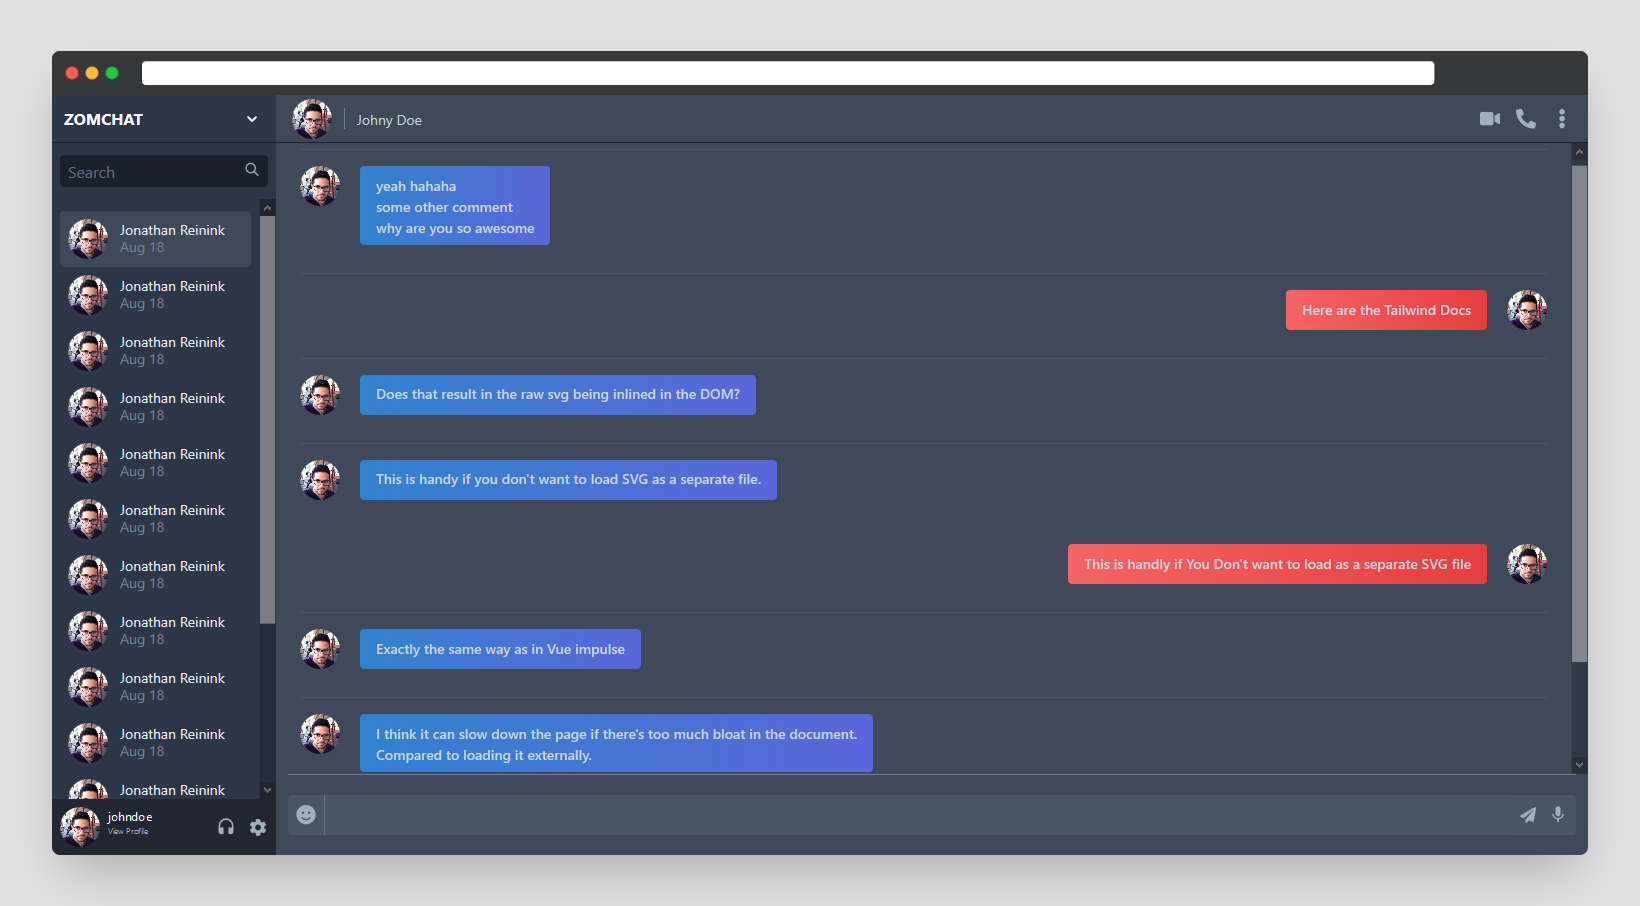 ZOMCHAT
Search
Jonathan Reinink
Aug 18
Jonathan Reinink
Aug 18
Jonathan Reinink
Aug 18
Jonathan Reinink
Aug 18
Jonathan Reinink
Aug 18
Jonathan Reinink
Aug 18
Jonathan Reinink
Aug 18
Jonathan Reinink
Aug 18
Jonathan Reinink
Aug 18
Jonathan Reinink
Aug 18
Jonathan Reinink
johndoe
View Profile
Johny Doe
yeah hahaha
some other comment
why are you so awesome
Here are the Tailwind Docs
Does that result in the raw svg being inlined in the DOM?
This is handy if you don't want to load SVG as a separate file.
This is handly if You Don't want to load as a separate SVG file
Exactly the same way as in Vue impulse
I think it can slow down the page if there's too much bloat in the document.
Compared to loading it externally.